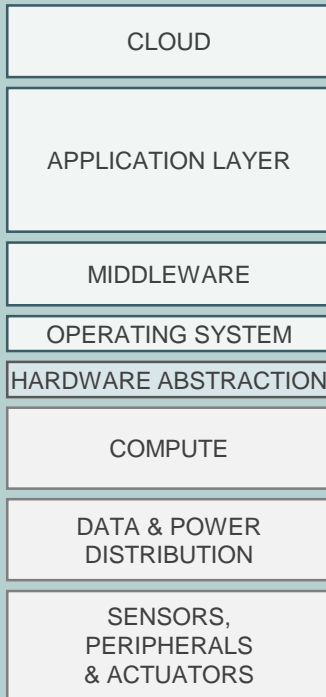 CLOUD
APPLICATION LAYER
MIDDLEWARE
OPERATING SYSTEM
HARDWARE ABSTRACTION
COMPUTE
DATA & POWER
DISTRIBUTION
SENSORS,
PERIPHERALS
& ACTUATORS